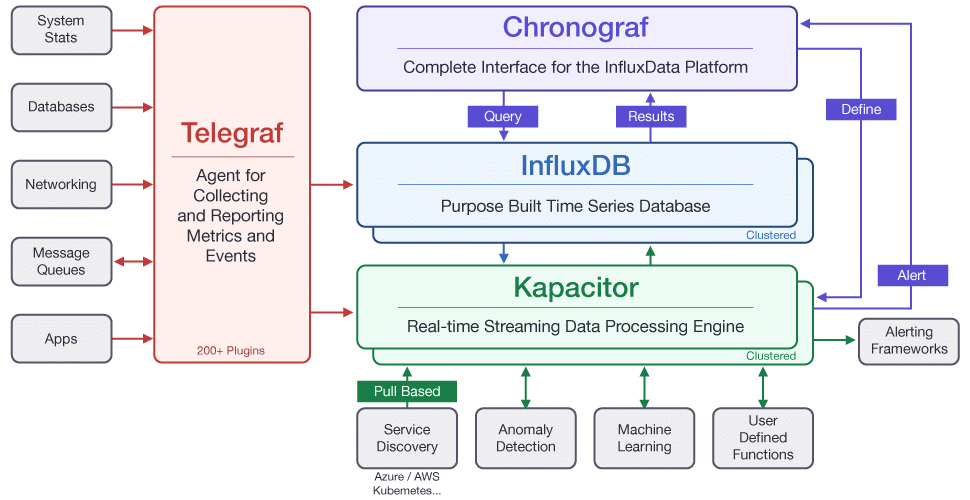 System
Stats
Databases
Networking
Message
Queues
Apps
Telegraf
Agent for
Collecting
and Reporting
Metrics and
Events
200+ Plugins
Chronograf
Complete Interface for the InfluxData Platform
Query
Results
Define
InfluxDB
Purpose Built Time Series Database
Clustered
Alert
Kapacitor
Real-time Streaming Data Processing Engine
Clustered
Alerting
Frameworks
Pull Based
Service
Discovery
Azure / AWS
Kubernetes...
Anomaly
Detection
Machine
Learning
User
Defined
Functions